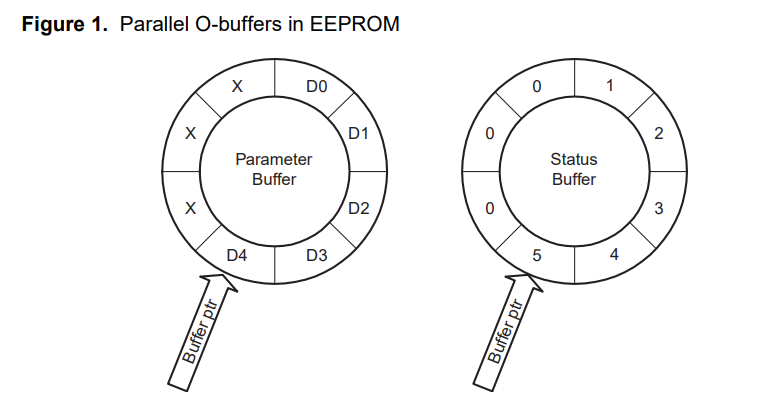 Figure 1. Parallel O-buffers in EEPROM
X
D0
X
D1
Parameter
Buffer
X
D2
D4
D3
Buffer ptr
0
1
0
2
Status
Buffer
0
3
5
4
Buffer ptr